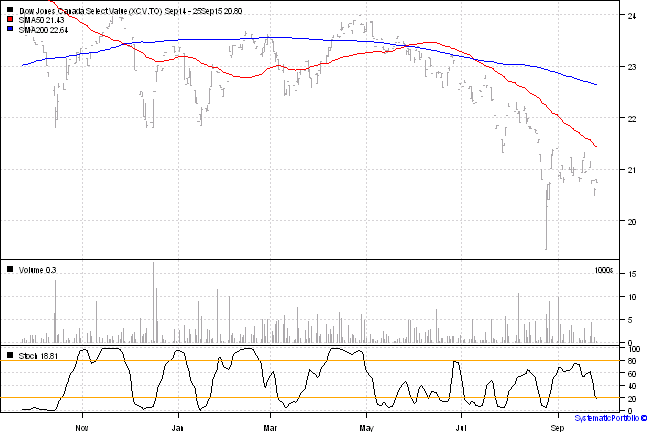 Dow Jones Canada Select Value (XCV.TO) Sep14 - 25Sep15 20.80
SMA50 21.43
SMA200 22.64
24
23
22
21
20
Volume 0.3
1000s
15
10
5
0
Stoch 18.81
100
80
60
40
20
0
Nov Jan Mar May Jul Sep
SystematicPortfolio ©